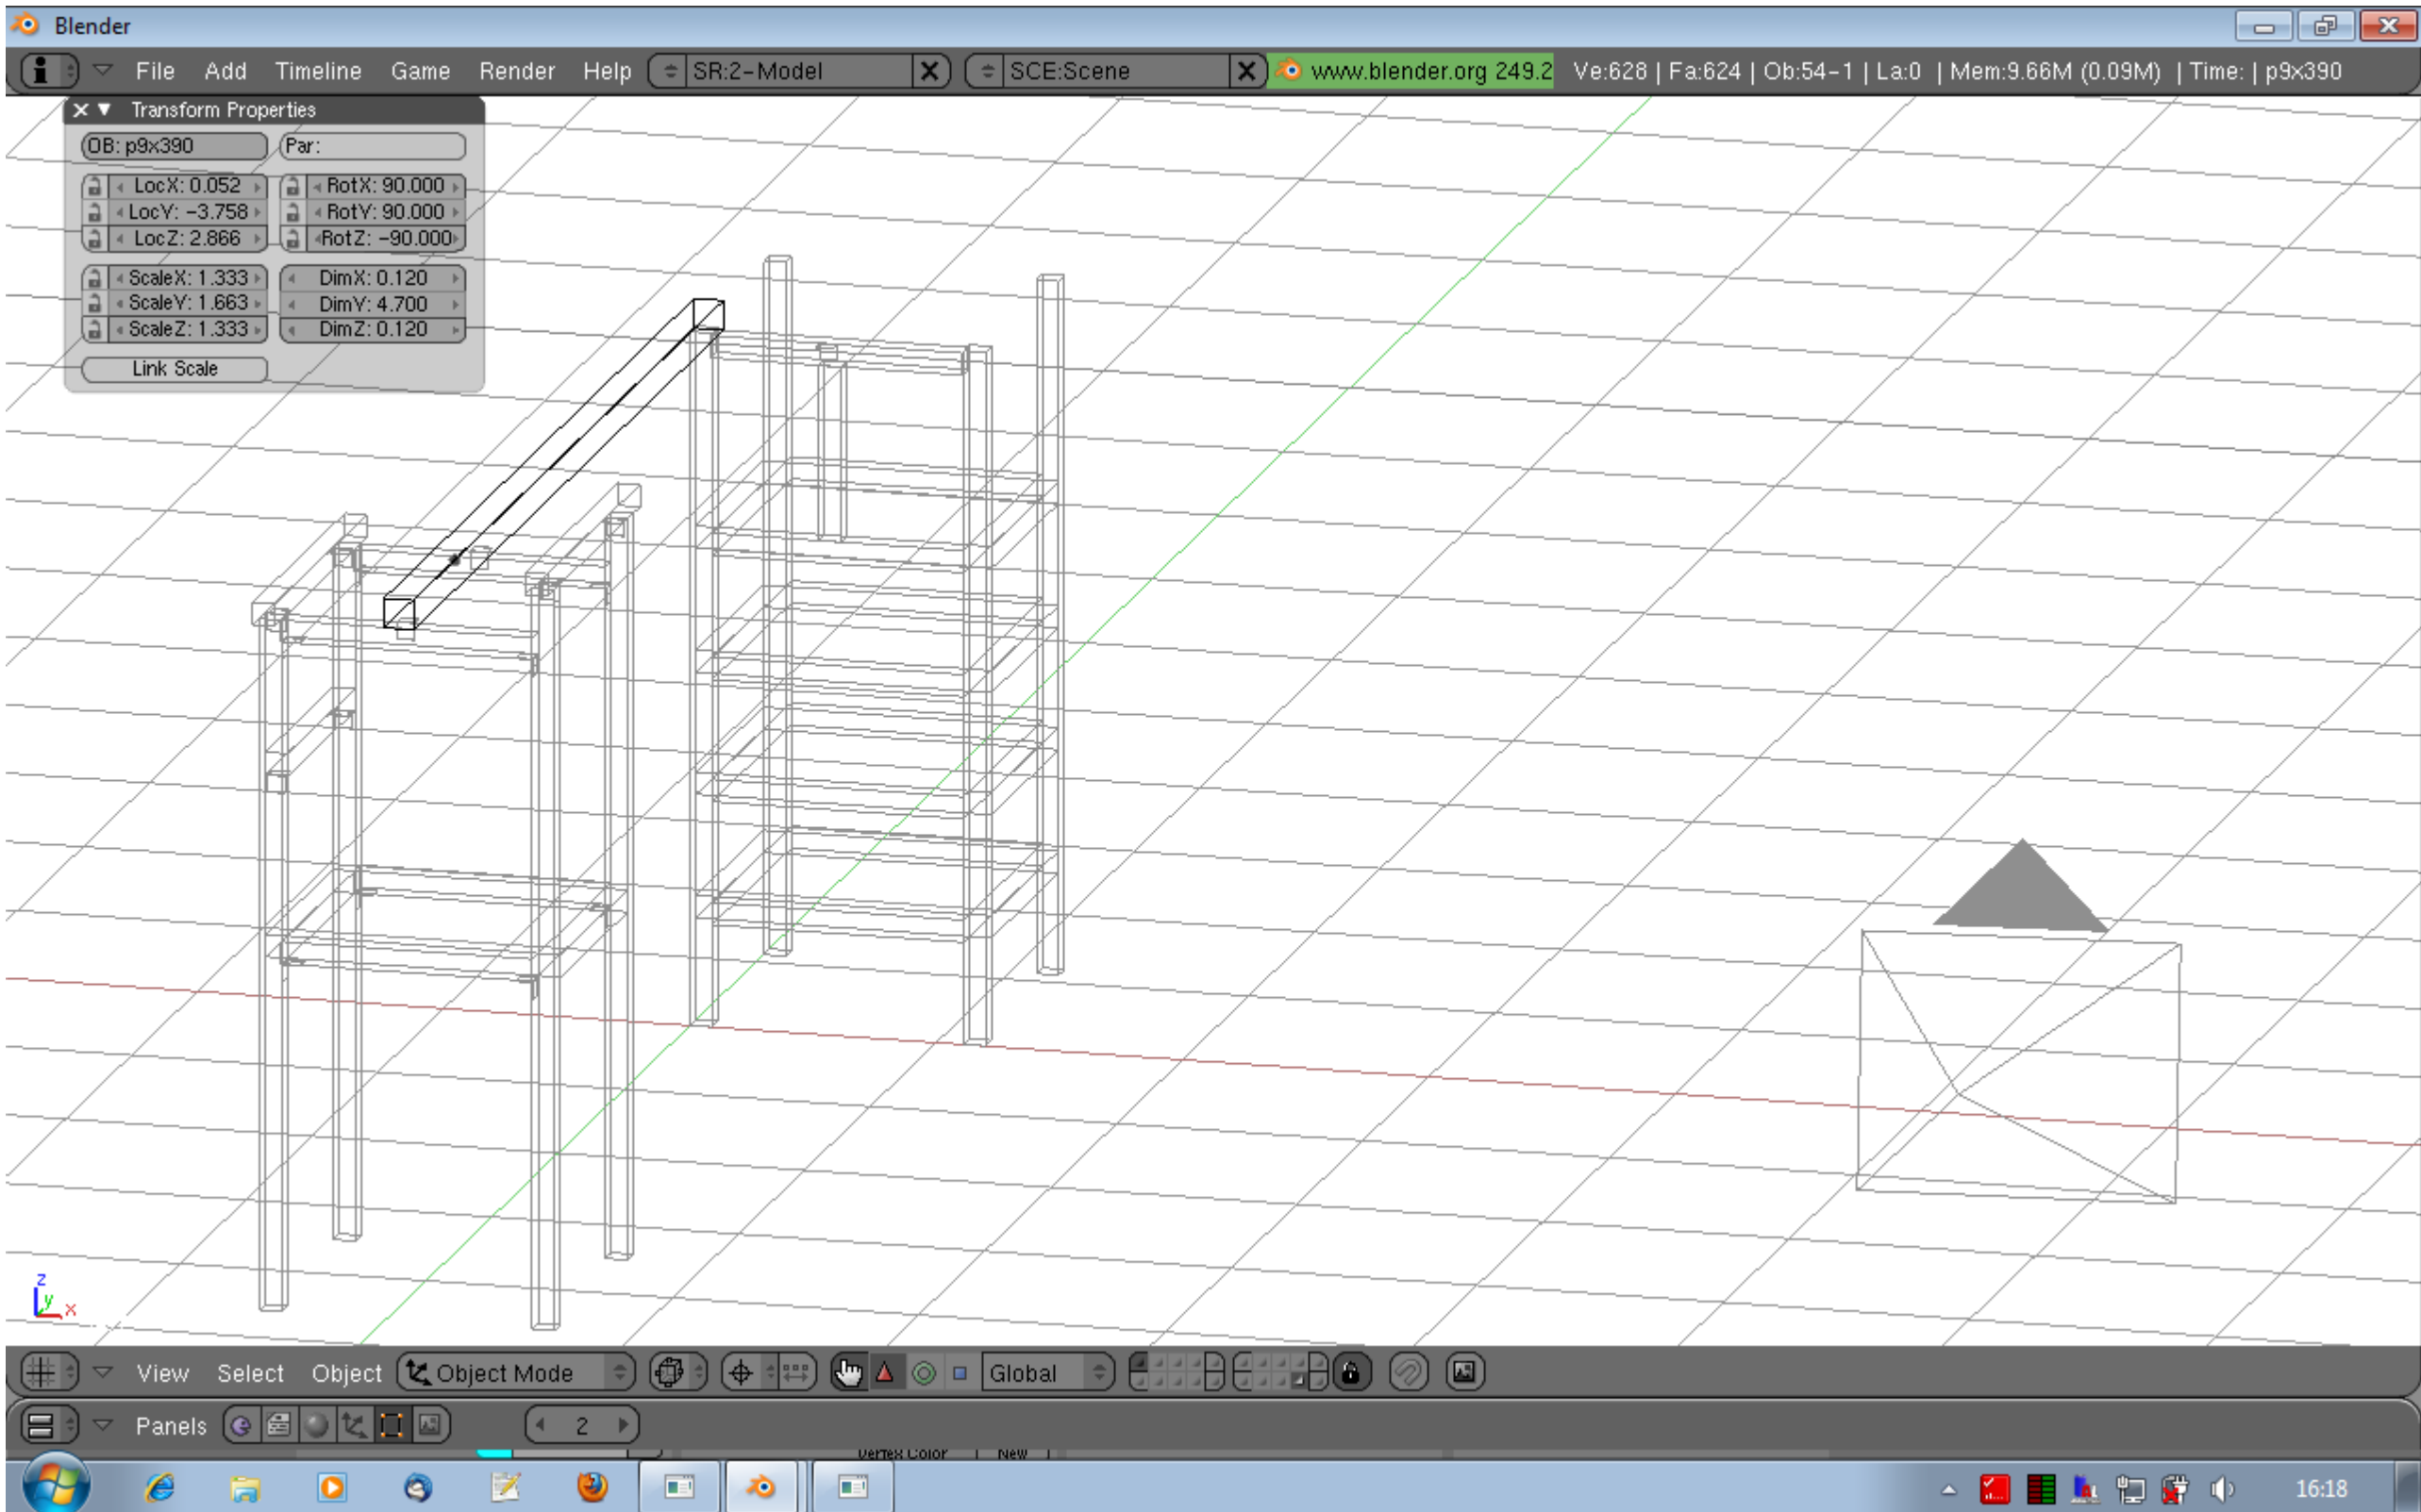 Blender
File Add Timeline Game Render Help SR:2-Model X SCE:Scene X www.blender.org 249.2 Ve:628 | Fa:624 | Ob:54-1 | La:0 | Mem:9.66M (0.09M) | Time: | p9x390
Transform Properties
OB: p9x390 Par:
LocX: 0.052 RotX: 90.000
LocY: -3.758 RotY: 90.000
LocZ: 2.866 RotZ: -90.000
ScaleX: 1.333 DimX: 0.120
ScaleY: 1.663 DimY: 4.700
ScaleZ: 1.333 DimZ: 0.120
Link Scale
z
y x
View Select Object Object Mode Global
Panels 2
Vertex Color New
16:18